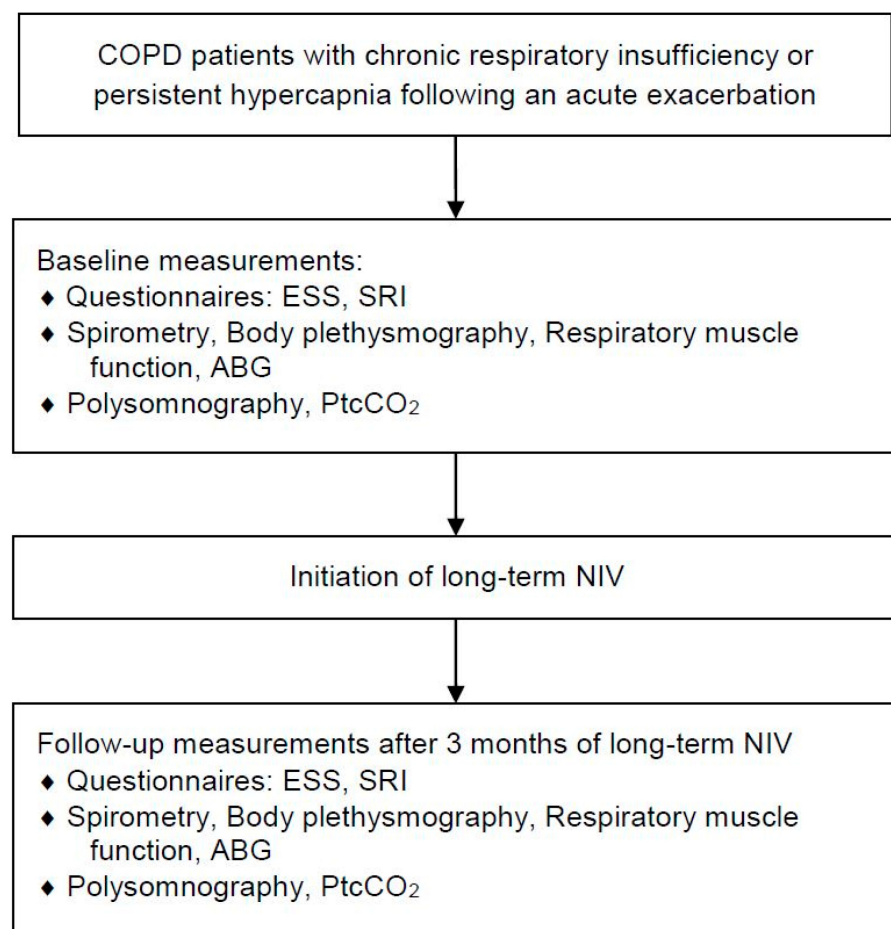 COPD patients with chronic respiratory insufficiency or
persistent hypercapnia following an acute exacerbation
Baseline measurements:
♦ Questionnaires: ESS, SRI
♦ Spirometry, Body plethysmography, Respiratory muscle
function, ABG
♦ Polysomnography, PtcCO₂
Initiation of long-term NIV
Follow-up measurements after 3 months of long-term NIV
♦ Questionnaires: ESS, SRI
♦ Spirometry, Body plethysmography, Respiratory muscle
function, ABG
♦ Polysomnography, PtcCO₂